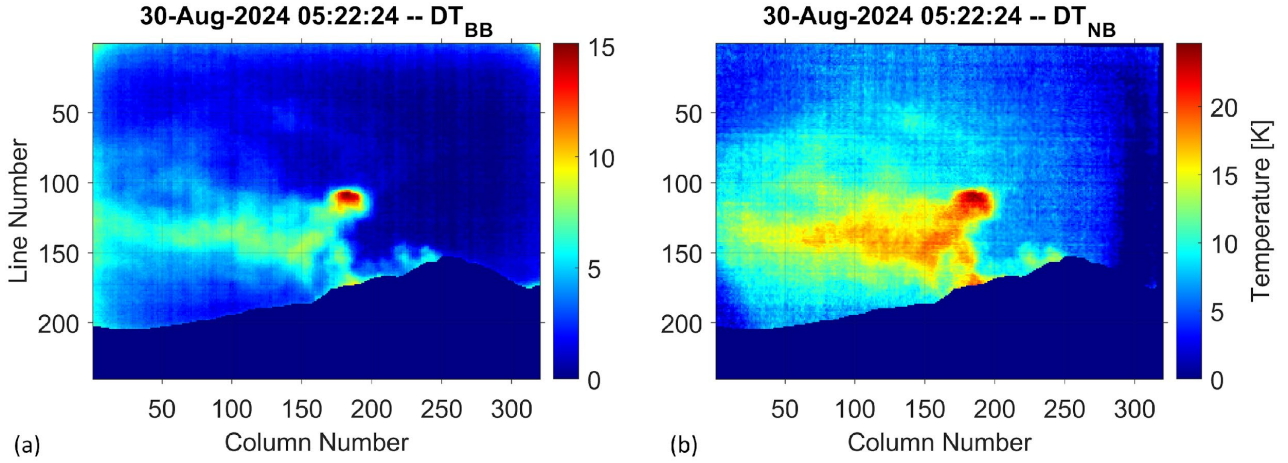 30-Aug-2024 05:22:24 -- DT_BB
30-Aug-2024 05:22:24 -- DT_NB
Line Number
50
100
150
200
50 100 150 200 250 300
Column Number
15
10
5
0
(a)
50
100
150
200
50 100 150 200 250 300
Column Number
20
15
10
5
0
Temperature [K]
(b)